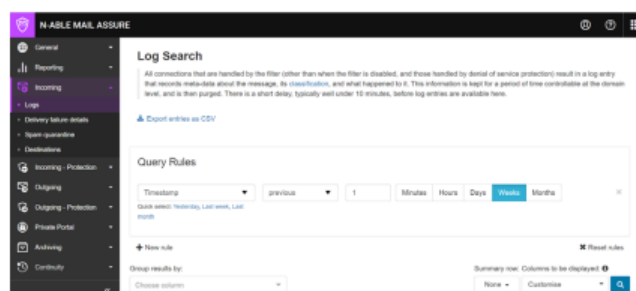 N-ABLE MAIL ASSURE
General
Reporting
Incoming
Logs
Delivery failure details
Spam quarantine
Destinations
Incoming - Protection
Outgoing
Outgoing - Protection
Private Portal
Archiving
Continuity
Log Search
All connections that are handled by the filter (other than when the filter is disabled, and those handled by denial of service protection) result in a log entry
that records meta-data about the message, its classification, and what happened to it. This information is kept for a period of time controllable at the domain
level, and is then purged. There is a short delay, typically well under 10 minutes, before log entries are available here.
Export entries as CSV
Query Rules
Timestamp previous 1 Minutes Hours Days Weeks Months
Quick select: Yesterday, Last week, Last
month
New rule Reset rules
Group results by: Summary row: Columns to be displayed:
Choose column None Customise